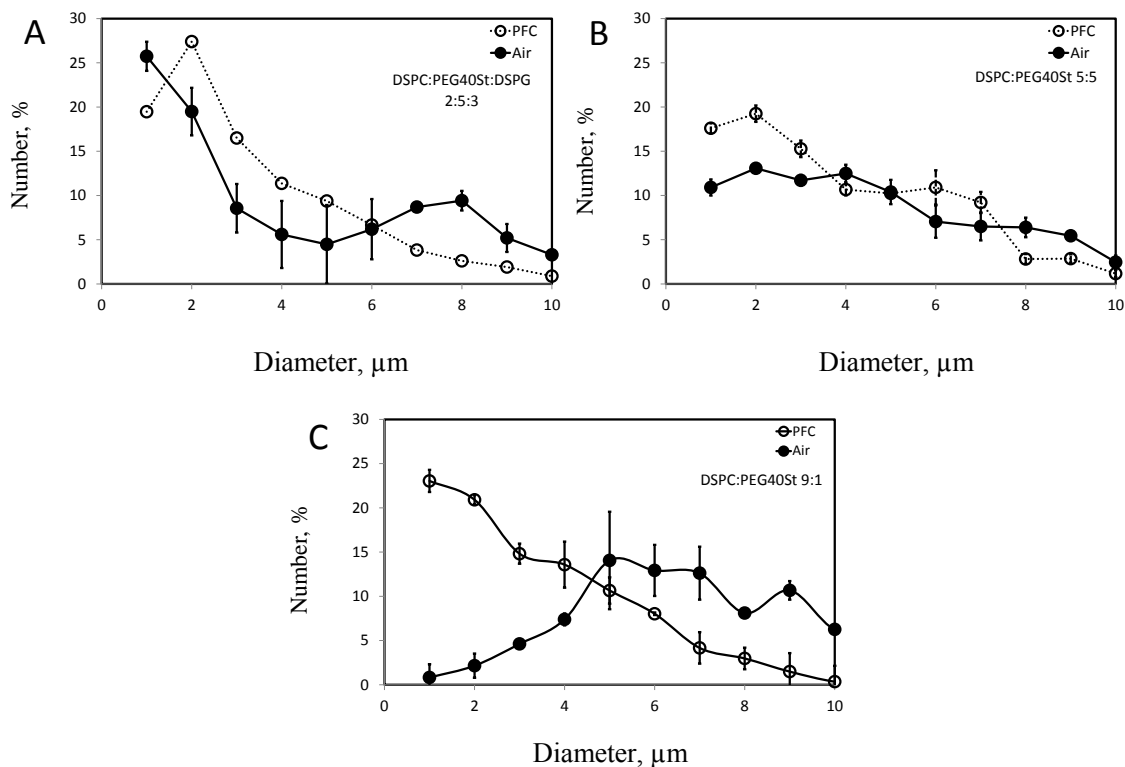 A
30
25
20
15
10
5
0
Number, %
PFC
Air
DSPC:PEG40St:DSPG
2:5:3
0 2 4 6 8 10
Diameter, µm
B
30
25
20
15
10
5
0
Number, %
PFC
Air
DSPC:PEG40St 5:5
0 2 4 6 8 10
Diameter, µm
C
30
25
20
15
10
5
0
Number, %
PFC
Air
DSPC:PEG40St 9:1
0 2 4 6 8 10
Diameter, µm